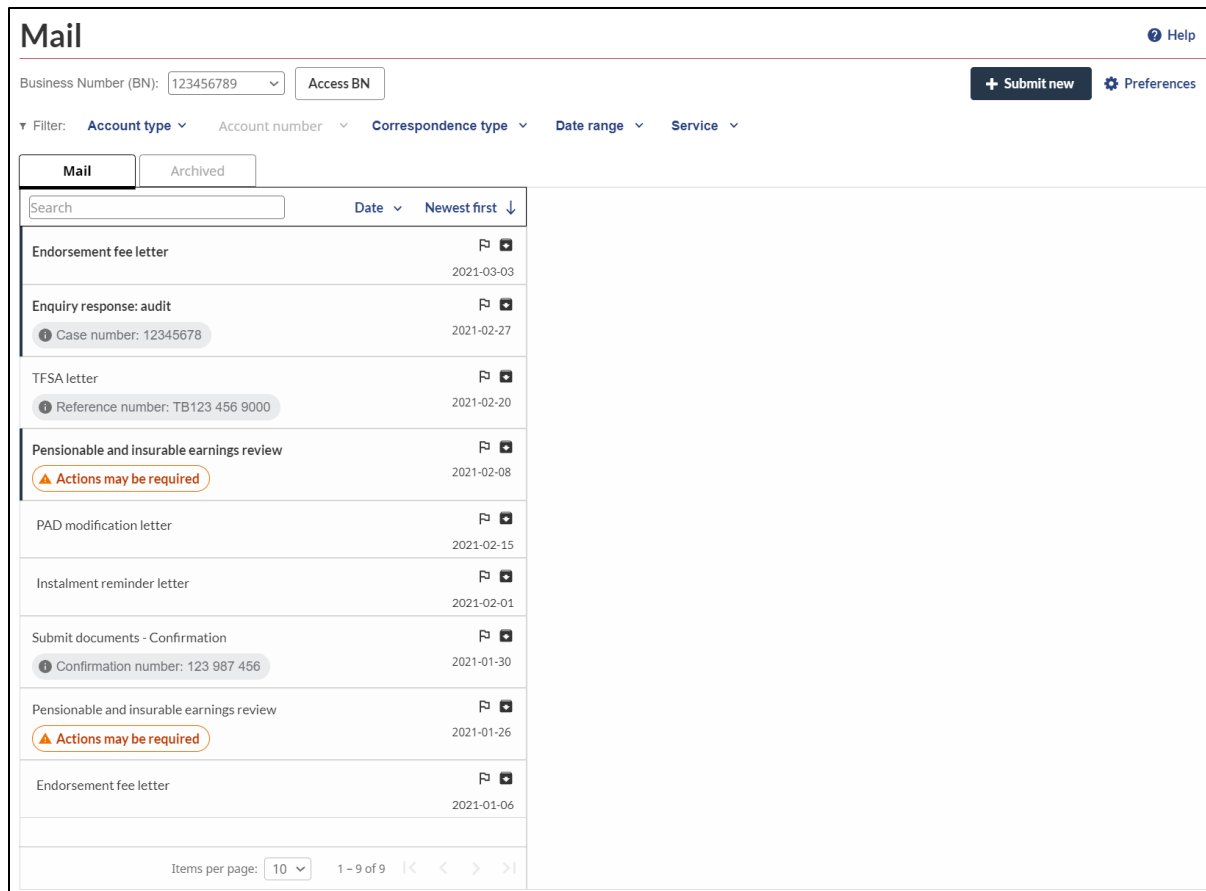 Mail
Help
Business Number (BN): 123456789 Access BN
+ Submit new Preferences
Filter: Account type Account number Correspondence type Date range Service
Mail Archived
Search Date Newest first
Endorsement fee letter
2021-03-03
Enquiry response: audit
Case number: 12345678 2021-02-27
TFSA letter
Reference number: TB123 456 9000 2021-02-20
Pensionable and insurable earnings review
Actions may be required 2021-02-08
PAD modification letter
2021-02-15
Instalment reminder letter
2021-02-01
Submit documents - Confirmation
Confirmation number: 123 987 456 2021-01-30
Pensionable and insurable earnings review
Actions may be required 2021-01-26
Endorsement fee letter
2021-01-06
Items per page: 10 1 – 9 of 9